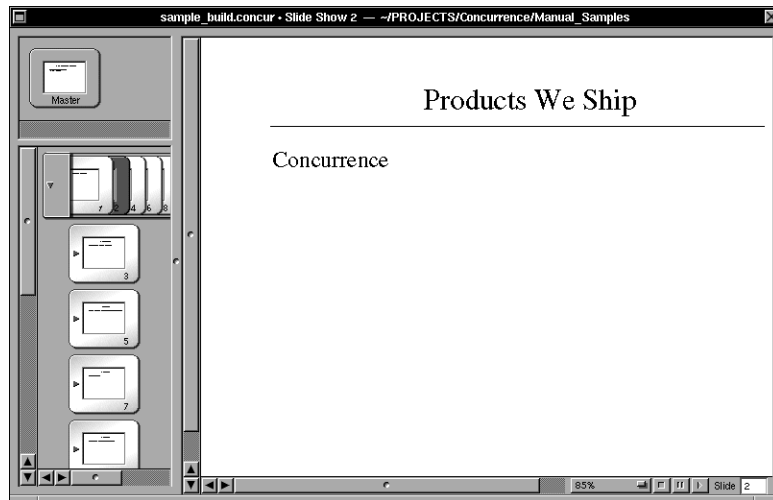 sample_build.concur • Slide Show 2 — ~/PROJECTS/Concurrence/Manual_Samples
Master
Products We Ship
Concurrence
1 2 4 6 8
3
5
7
85%
Slide 2